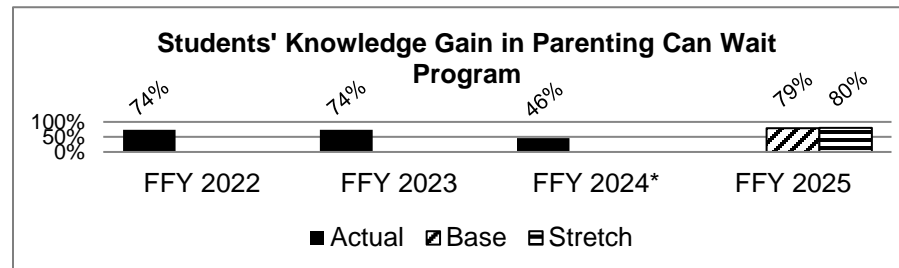 Students' Knowledge Gain in Parenting Can Wait
Program
74%
74%
46%
79%
80%
100%
50%
0%
FFY 2022
FFY 2023
FFY 2024*
FFY 2025
Actual
Base
Stretch